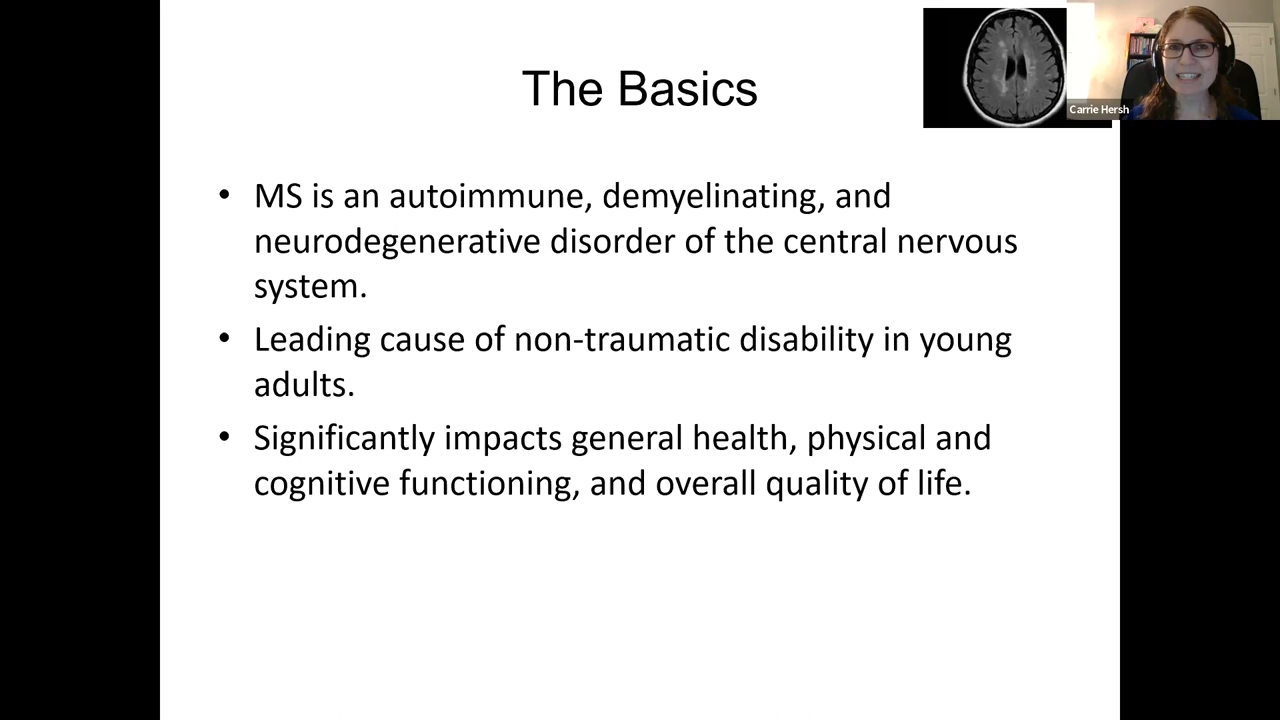 The Basics
Carrie Hersh
• MS is an autoimmune, demyelinating, and
neurodegenerative disorder of the central nervous
system.
• Leading cause of non-traumatic disability in young
adults.
• Significantly impacts general health, physical and
cognitive functioning, and overall quality of life.